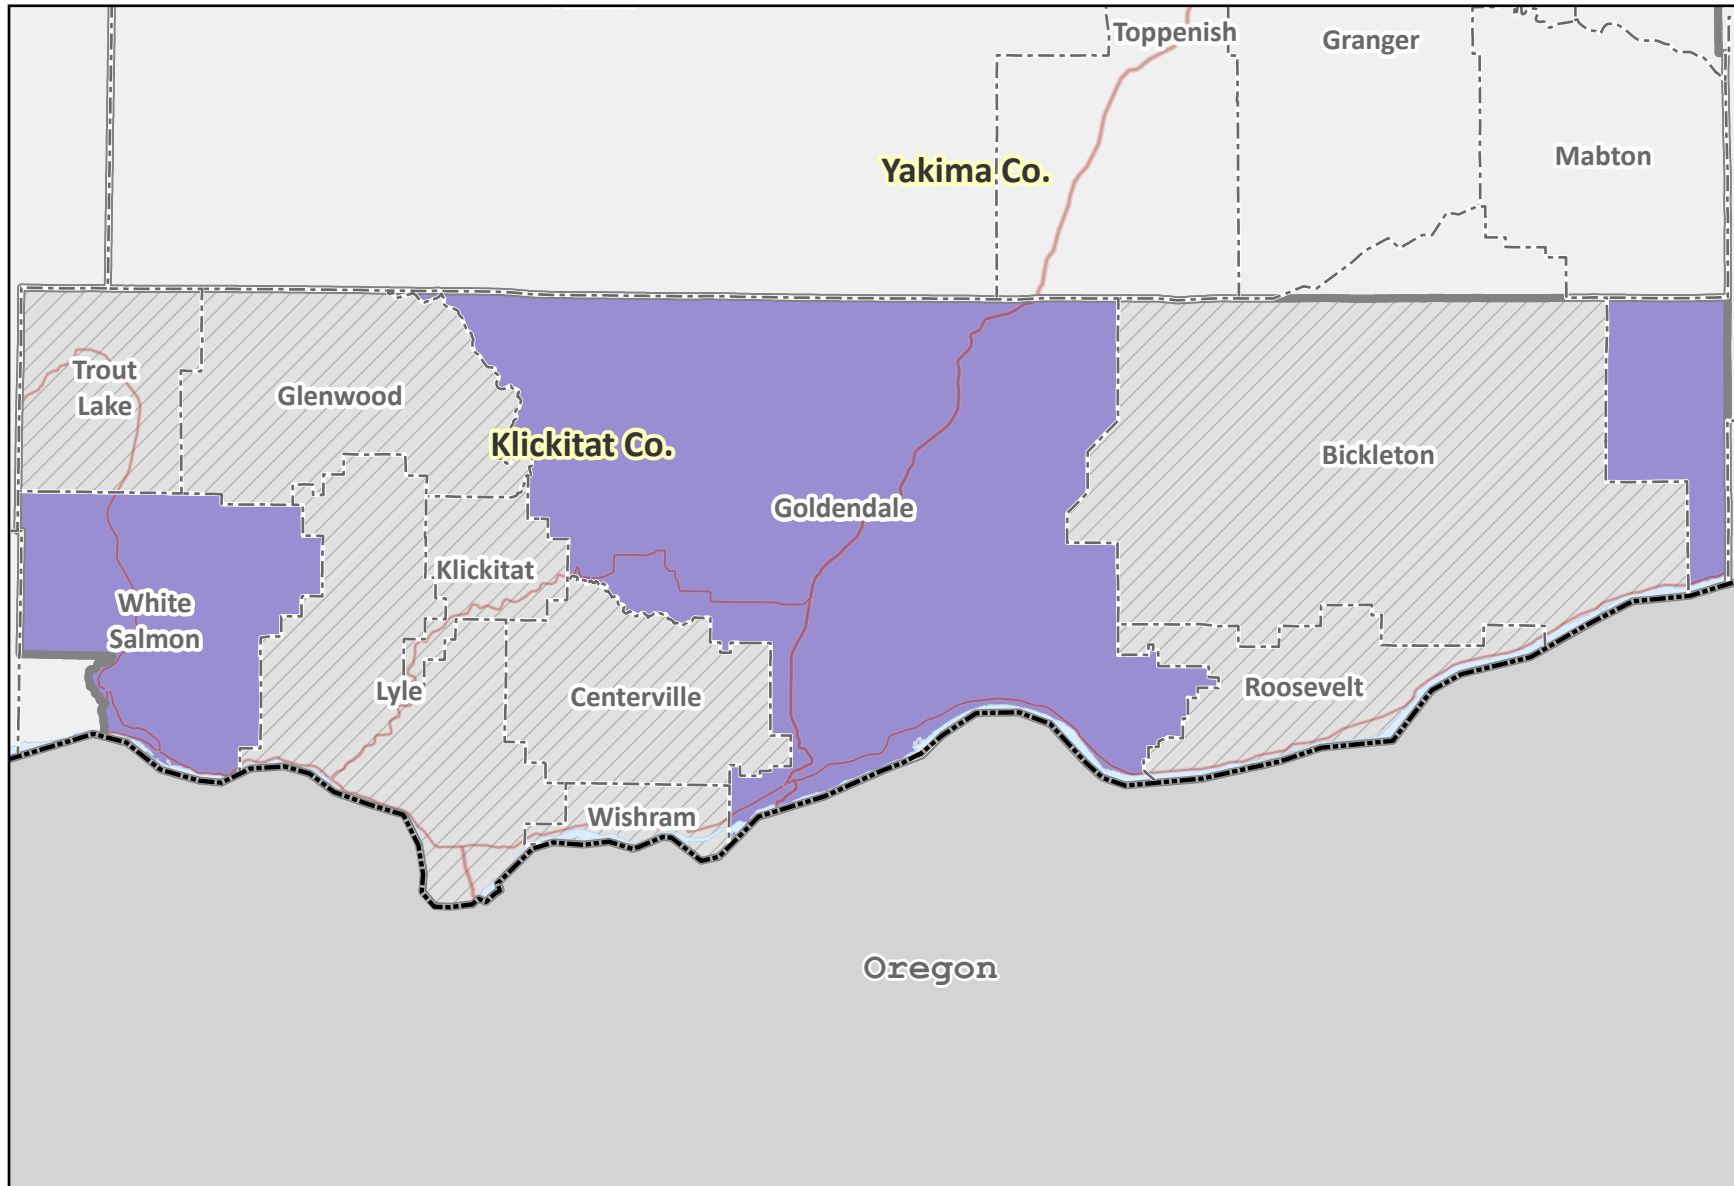 Toppenish
Granger
Mabton
Yakima Co.
Trout
Lake
Glenwood
Klickitat Co.
Bickleton
Goldendale
Klickitat
White
Salmon
Lyle
Centerville
Roosevelt
Wishram
Oregon